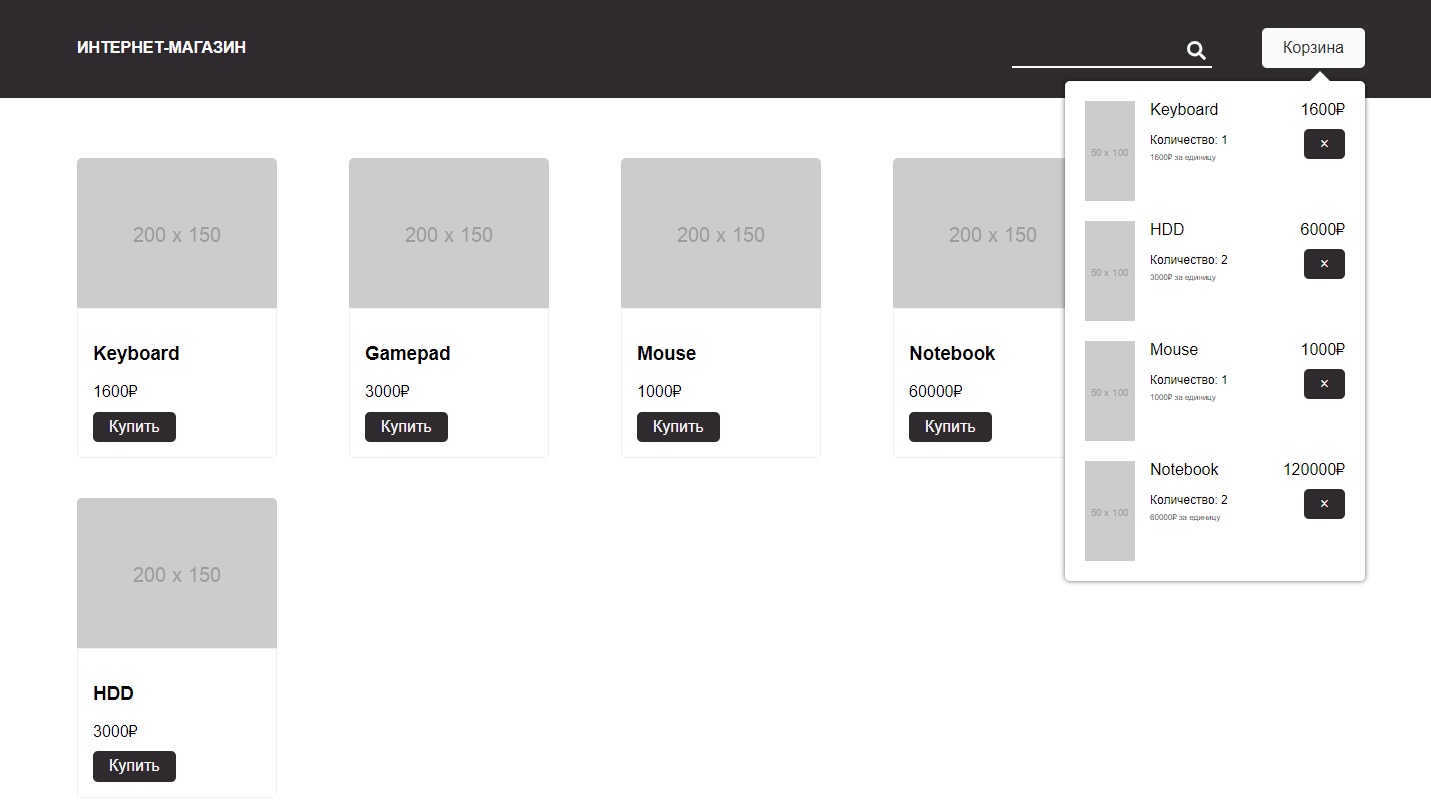 ИНТЕРНЕТ-МАГАЗИН
Корзина
200 x 150
200 x 150
200 x 150
200 x 150
Keyboard
Gamepad
Mouse
Notebook
1600₽
3000₽
1000₽
60000₽
Купить
Купить
Купить
Купить
200 x 150
HDD
3000₽
Купить
Keyboard 1600₽
Количество: 1 ×
50 x 100
1600₽ за единицу
HDD 6000₽
Количество: 2 ×
50 x 100
3000₽ за единицу
Mouse 1000₽
Количество: 1 ×
50 x 100
1000₽ за единицу
Notebook 120000₽
Количество: 2 ×
50 x 100
60000₽ за единицу